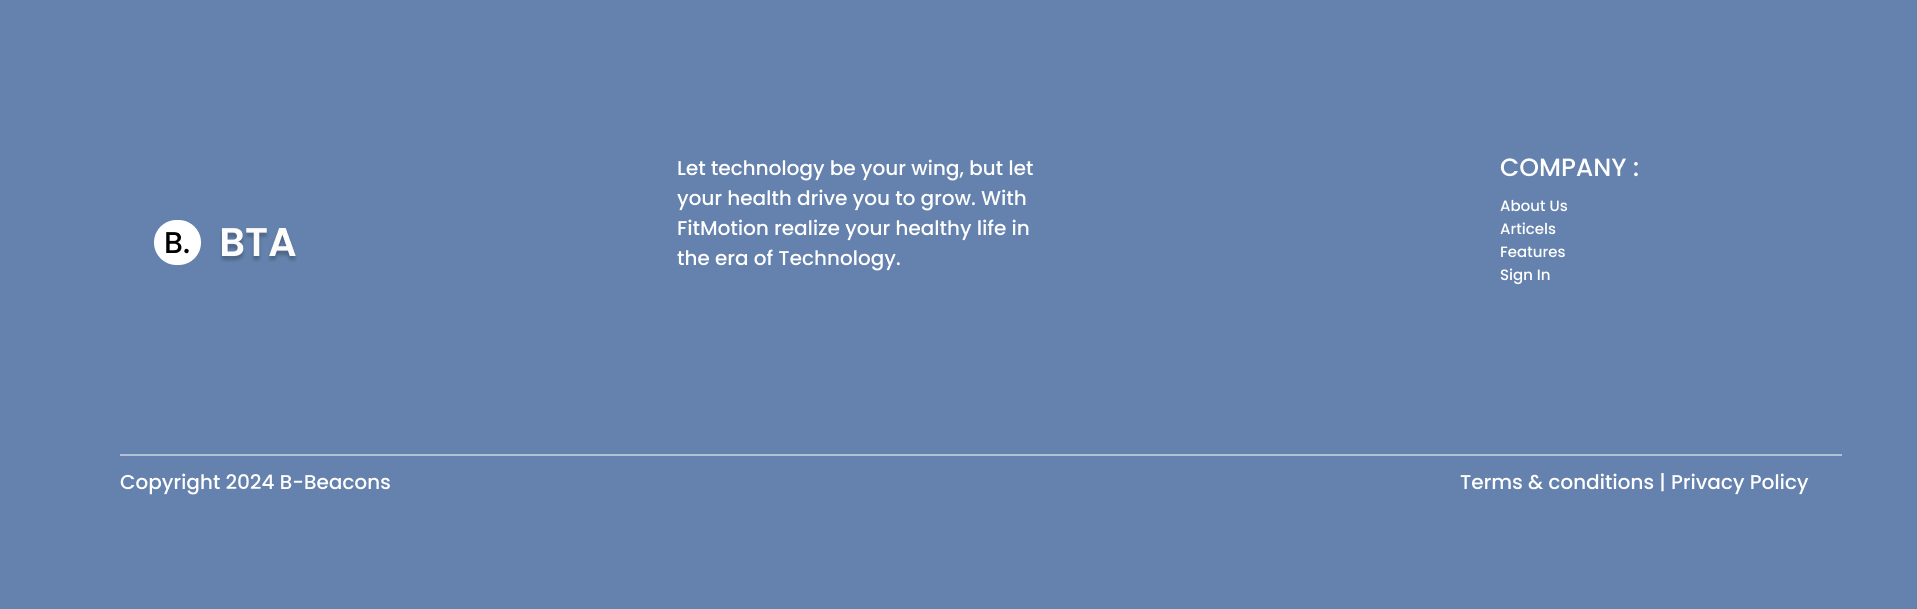 B. BTA
Let technology be your wing, but let
your health drive you to grow. With
FitMotion realize your healthy life in
the era of Technology.
COMPANY :
About Us
Articels
Features
Sign In
Copyright 2024 B-Beacons
Terms & conditions | Privacy Policy